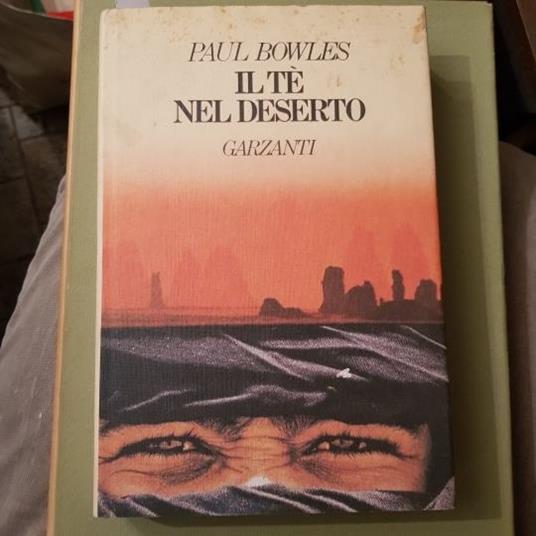 PAUL BOWLES
IL TÈ
NEL DESERTO
GARZANTI